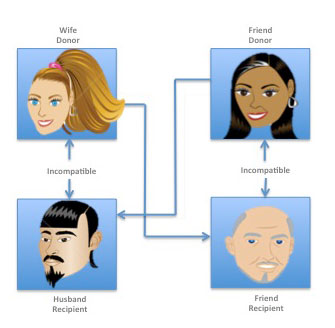 Wife
Donor
Friend
Donor
Incompatible
Incompatible
Husband
Recipient
Friend
Recipient